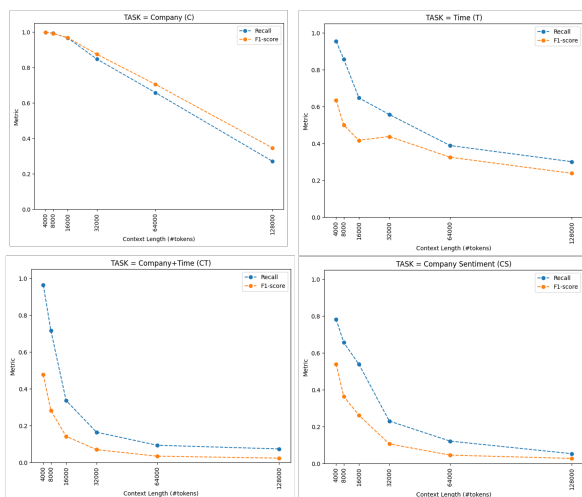 TASK = Company (C)
Recall
F1-score
Metric
1.0
0.8
0.6
0.4
0.2
0.0
4000
8000
16000
32000
64000
128000
Context Length (#tokens)
TASK = Time (T)
Recall
F1-score
Metric
1.0
0.8
0.6
0.4
0.2
0.0
4000
8000
16000
32000
64000
128000
Context Length (#tokens)
TASK = Company+Time (CT)
Recall
F1-score
Metric
1.0
0.8
0.6
0.4
0.2
0.0
4000
8000
16000
32000
64000
128000
Context Length (#tokens)
TASK = Company Sentiment (CS)
Recall
F1-score
Metric
1.0
0.8
0.6
0.4
0.2
0.0
4000
8000
16000
32000
64000
128000
Context Length (#tokens)